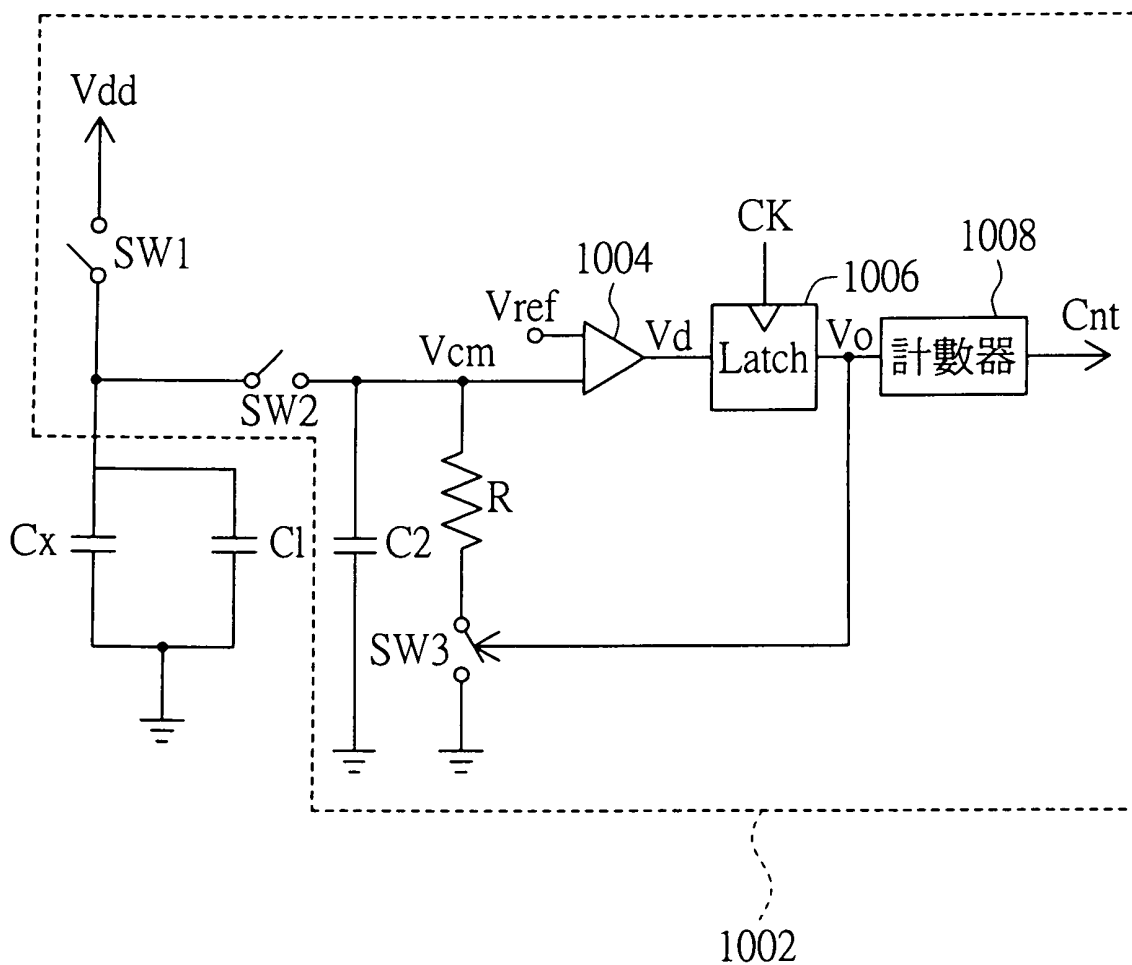 Vdd
SW1
CK
1008
1004
1006
Cnt
Vref
Vd
Vo
Latch
計數器
Vcm
SW2
R
Cx
C1
C2
SW3
1002